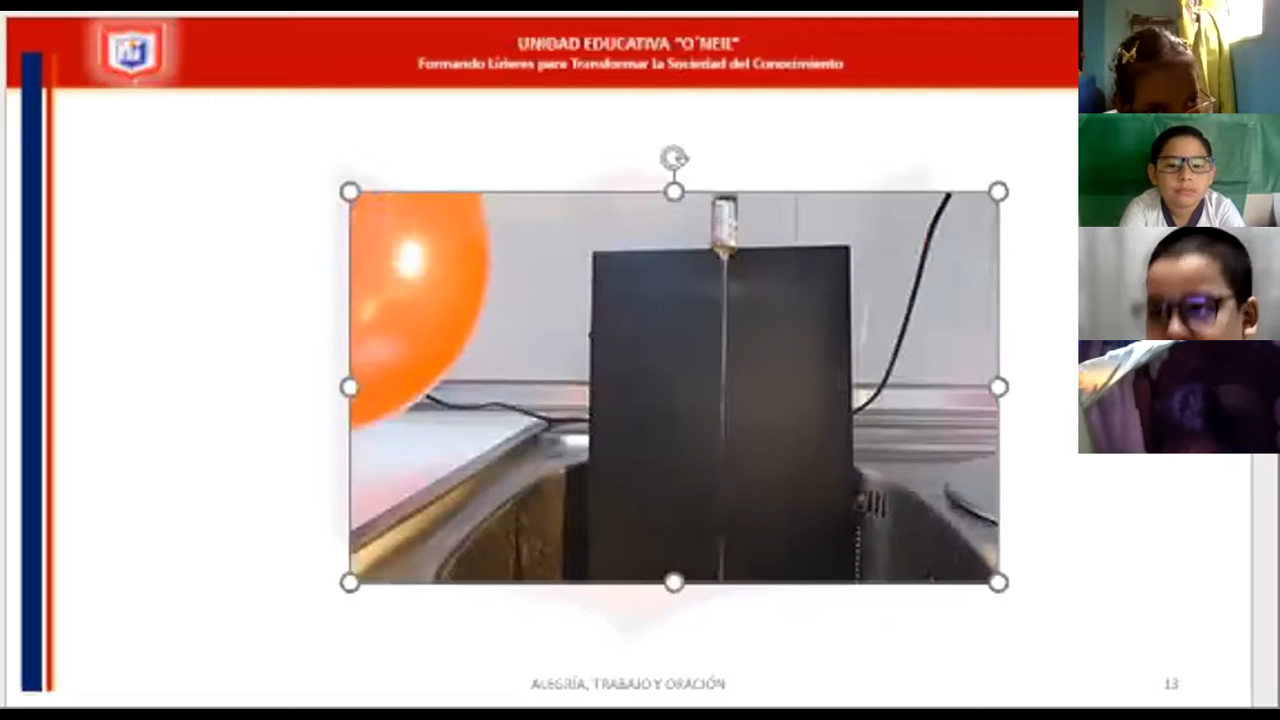 UNIDAD EDUCATIVA "O´NEIL"
Formando Líderes para Transformar la Sociedad del Conocimiento
ALEGRÍA, TRABAJO Y ORACIÓN
13